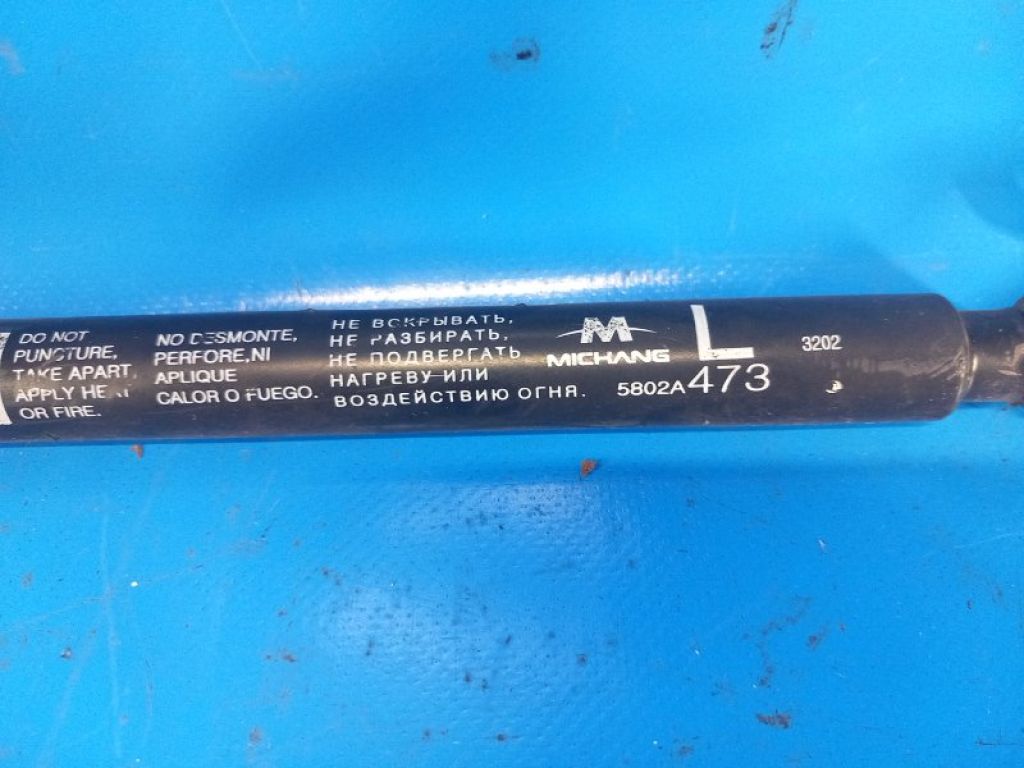 DO NOT
PUNCTURE,
TAKE APART,
APPLY HEAT
OR FIRE.
NO DESMONTE,
PERFORE,NI
APLIQUE
CALOR O FUEGO.
НЕ ВСКРЫВАТЬ,
НЕ РАЗБИРАТЬ,
НЕ ПОДВЕРГАТЬ
НАГРЕВУ ИЛИ
ВОЗДЕЙСТВИЮ ОГНЯ.
M
MICHANG
L
5802A473
3202